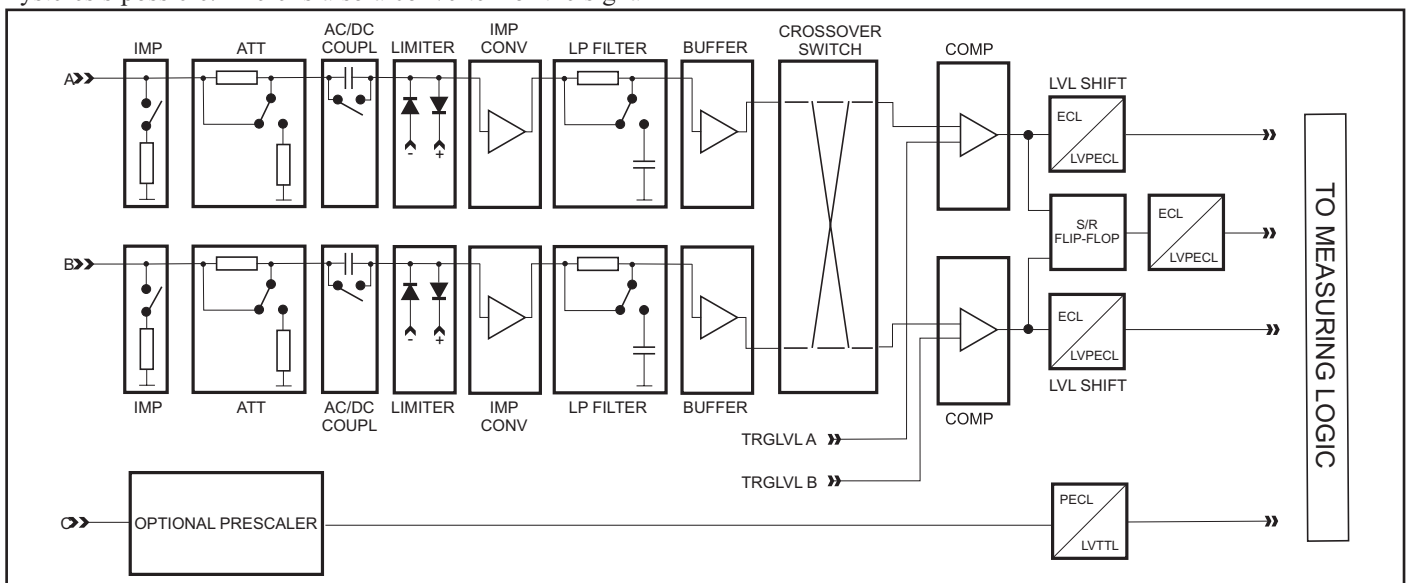 IMP
ATT
AC/DC
COUPL
LIMITER
IMP
CONV
LP FILTER
BUFFER
CROSSOVER
SWITCH
COMP
LVL SHIFT
A
- +
ECL
LVPECL
S/R
FLIP-FLOP
ECL
LVPECL
B
- +
ECL
LVPECL
LVL SHIFT
IMP
ATT
AC/DC
COUPL
LIMITER
IMP
CONV
LP FILTER
BUFFER
COMP
TRGLVL A
TRGLVL B
C
OPTIONAL PRESCALER
PECL
LVTTL
TO MEASURING LOGIC